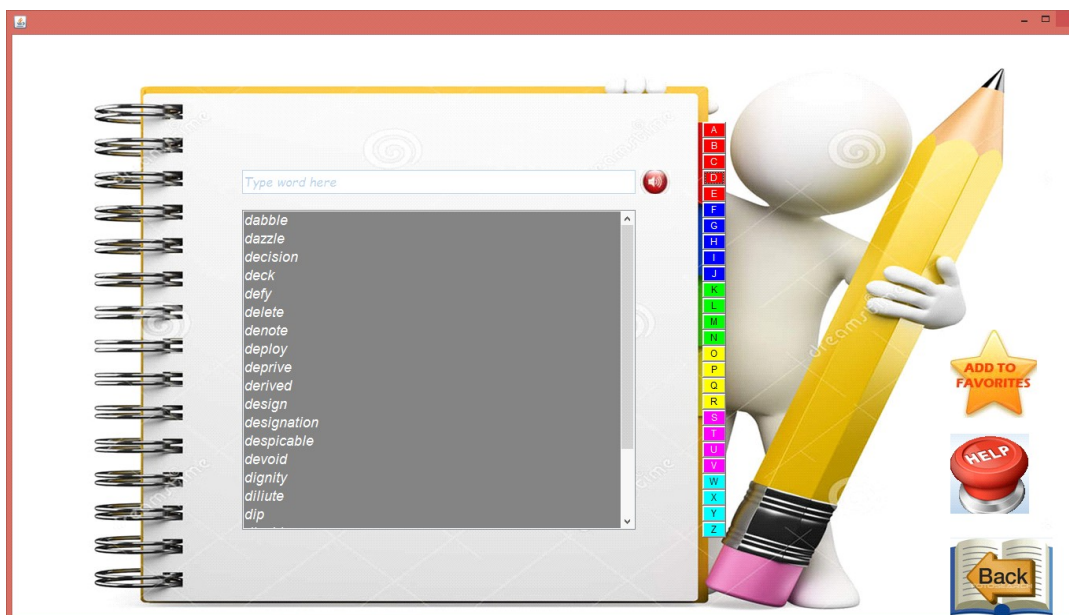 Type word here
dabble
dazzle
decision
deck
defy
delete
denote
deploy
deprive
derived
design
designation
despicable
devoid
dignity
diliute
dip
A
B
C
D
E
F
G
H
I
J
K
L
M
N
O
P
Q
R
S
T
U
V
W
X
Y
Z
dreamstime
ADD TO
FAVORITES
HELP
Back